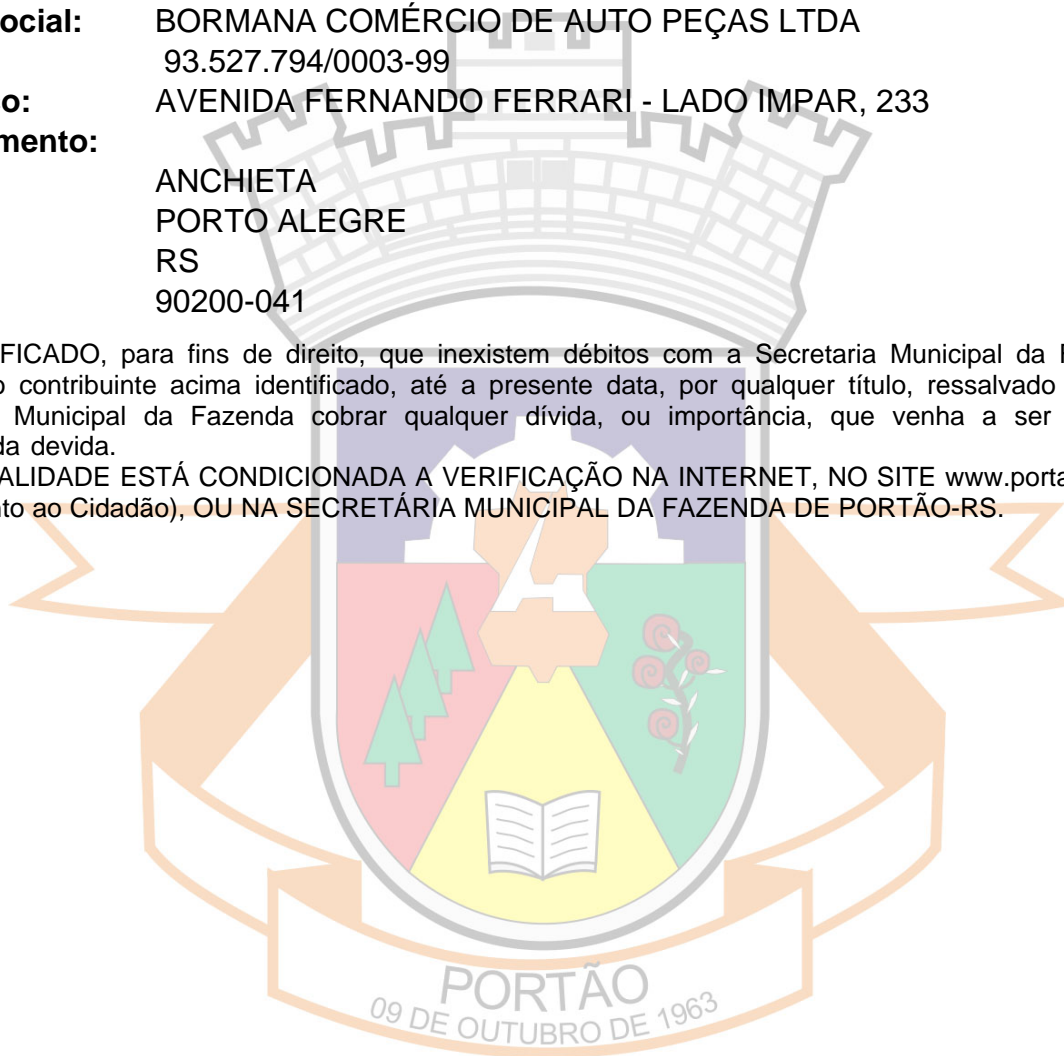 ocial: BORMANA COMÉRCIO DE AUTO PEÇAS LTDA
93.527.794/0003-99
o: AVENIDA FERNANDO FERRARI - LADO IMPAR, 233
mento:
ANCHIETA
PORTO ALEGRE
RS
90200-041
FICADO, para fins de direito, que inexistem débitos com a Secretaria Municipal da
o contribuinte acima identificado, até a presente data, por qualquer título, ressalvado
Municipal da Fazenda cobrar qualquer dívida, ou importância, que venha a ser
da devida.
ALIDADE ESTÁ CONDICIONADA A VERIFICAÇÃO NA INTERNET, NO SITE www.porta
nto ao Cidadão), OU NA SECRETÁRIA MUNICIPAL DA FAZENDA DE PORTÃO-RS.
PORTÃO
09 DE OUTUBRO DE 1963